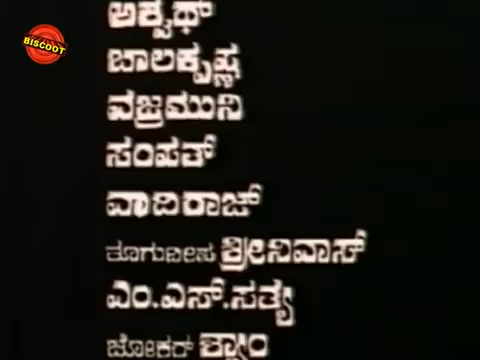 BISCOOT
ಅಶ್ವಥ್
ಬಾಲಕೃಷ್ಣ
ವಜ್ರಮುನಿ
ಸಂಪತ್
ವಾದಿರಾಜ್
ತೂಗುದೀಪ ಶ್ರೀನಿವಾಸ್
ಎಂ.ಎಸ್.ಸತ್ಯ
ಜೋಕರ್ ಶ್ಯಾಂ